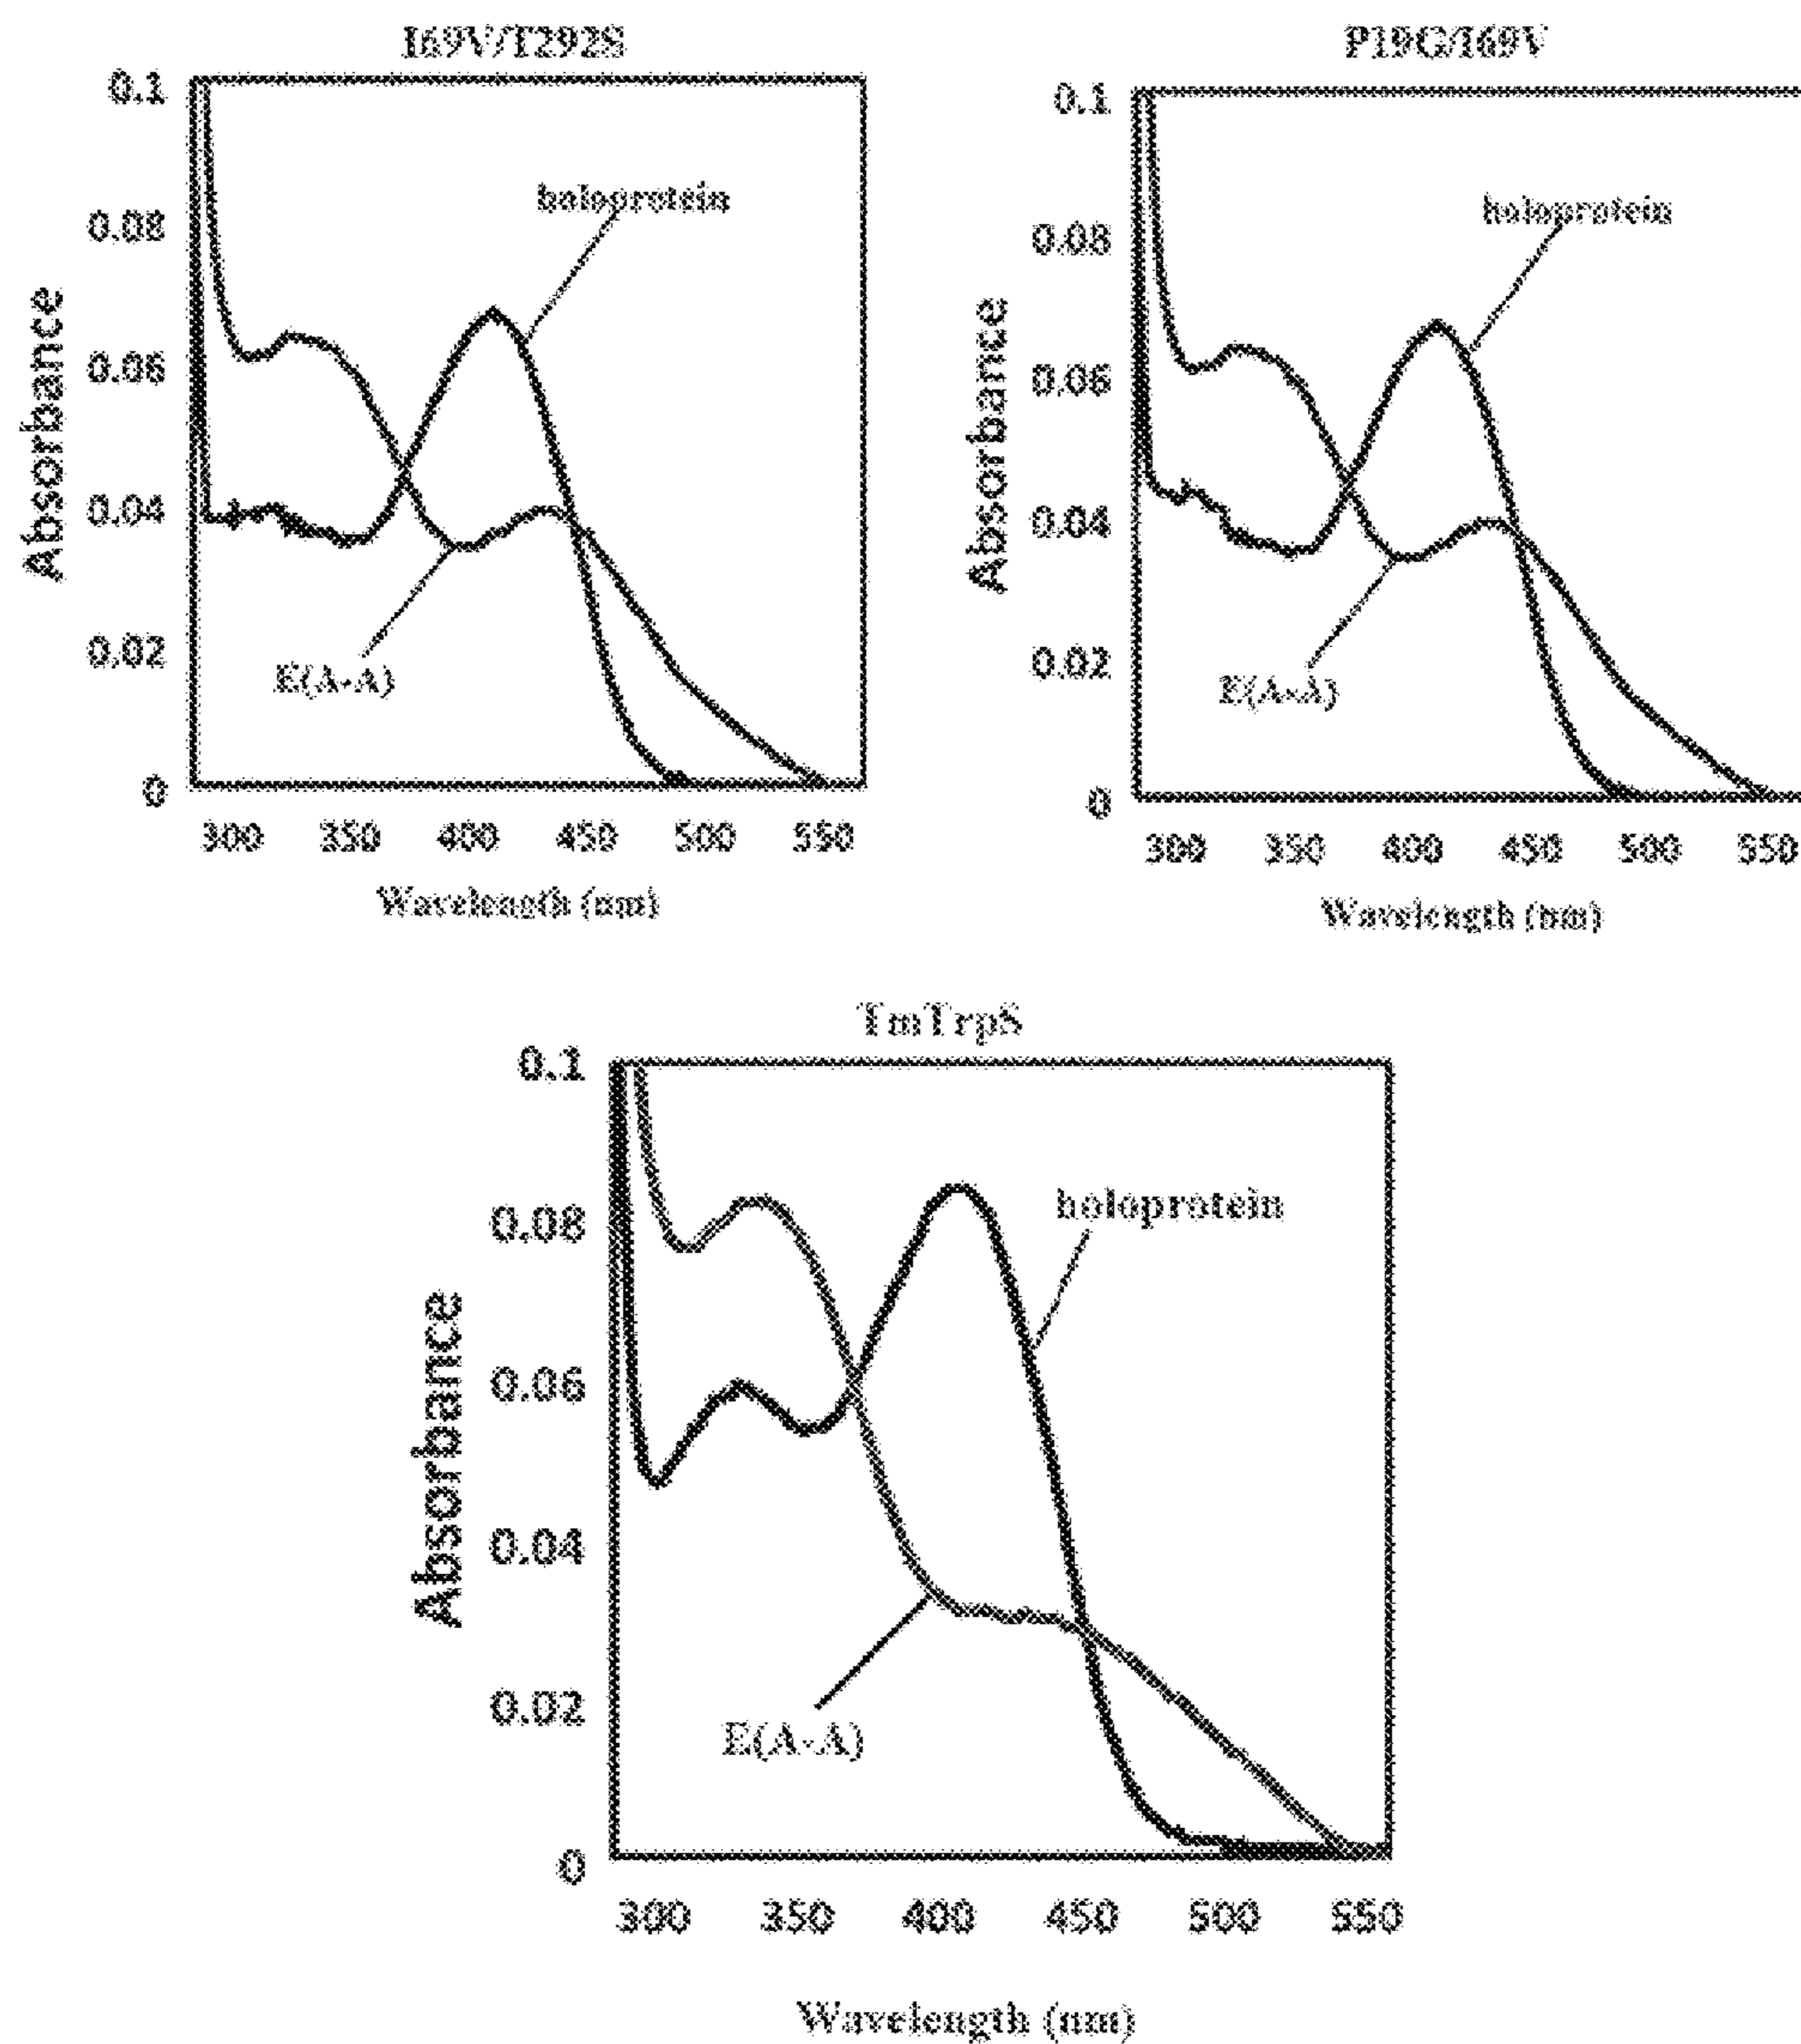 I69V/T292S
0.1
0.08
0.06
0.04
0.02
0
Absorbance
holoprotein
E(A-A)
300 350 400 450 500 550
Wavelength (nm)
P19G/I69V
0.1
0.08
0.06
0.04
0.02
0
Absorbance
holoprotein
E(A-A)
300 350 400 450 500 550
Wavelength (nm)
TmTrpS
0.1
0.08
0.06
0.04
0.02
0
Absorbance
holoprotein
E(A-A)
300 350 400 450 500 550
Wavelength (nm)